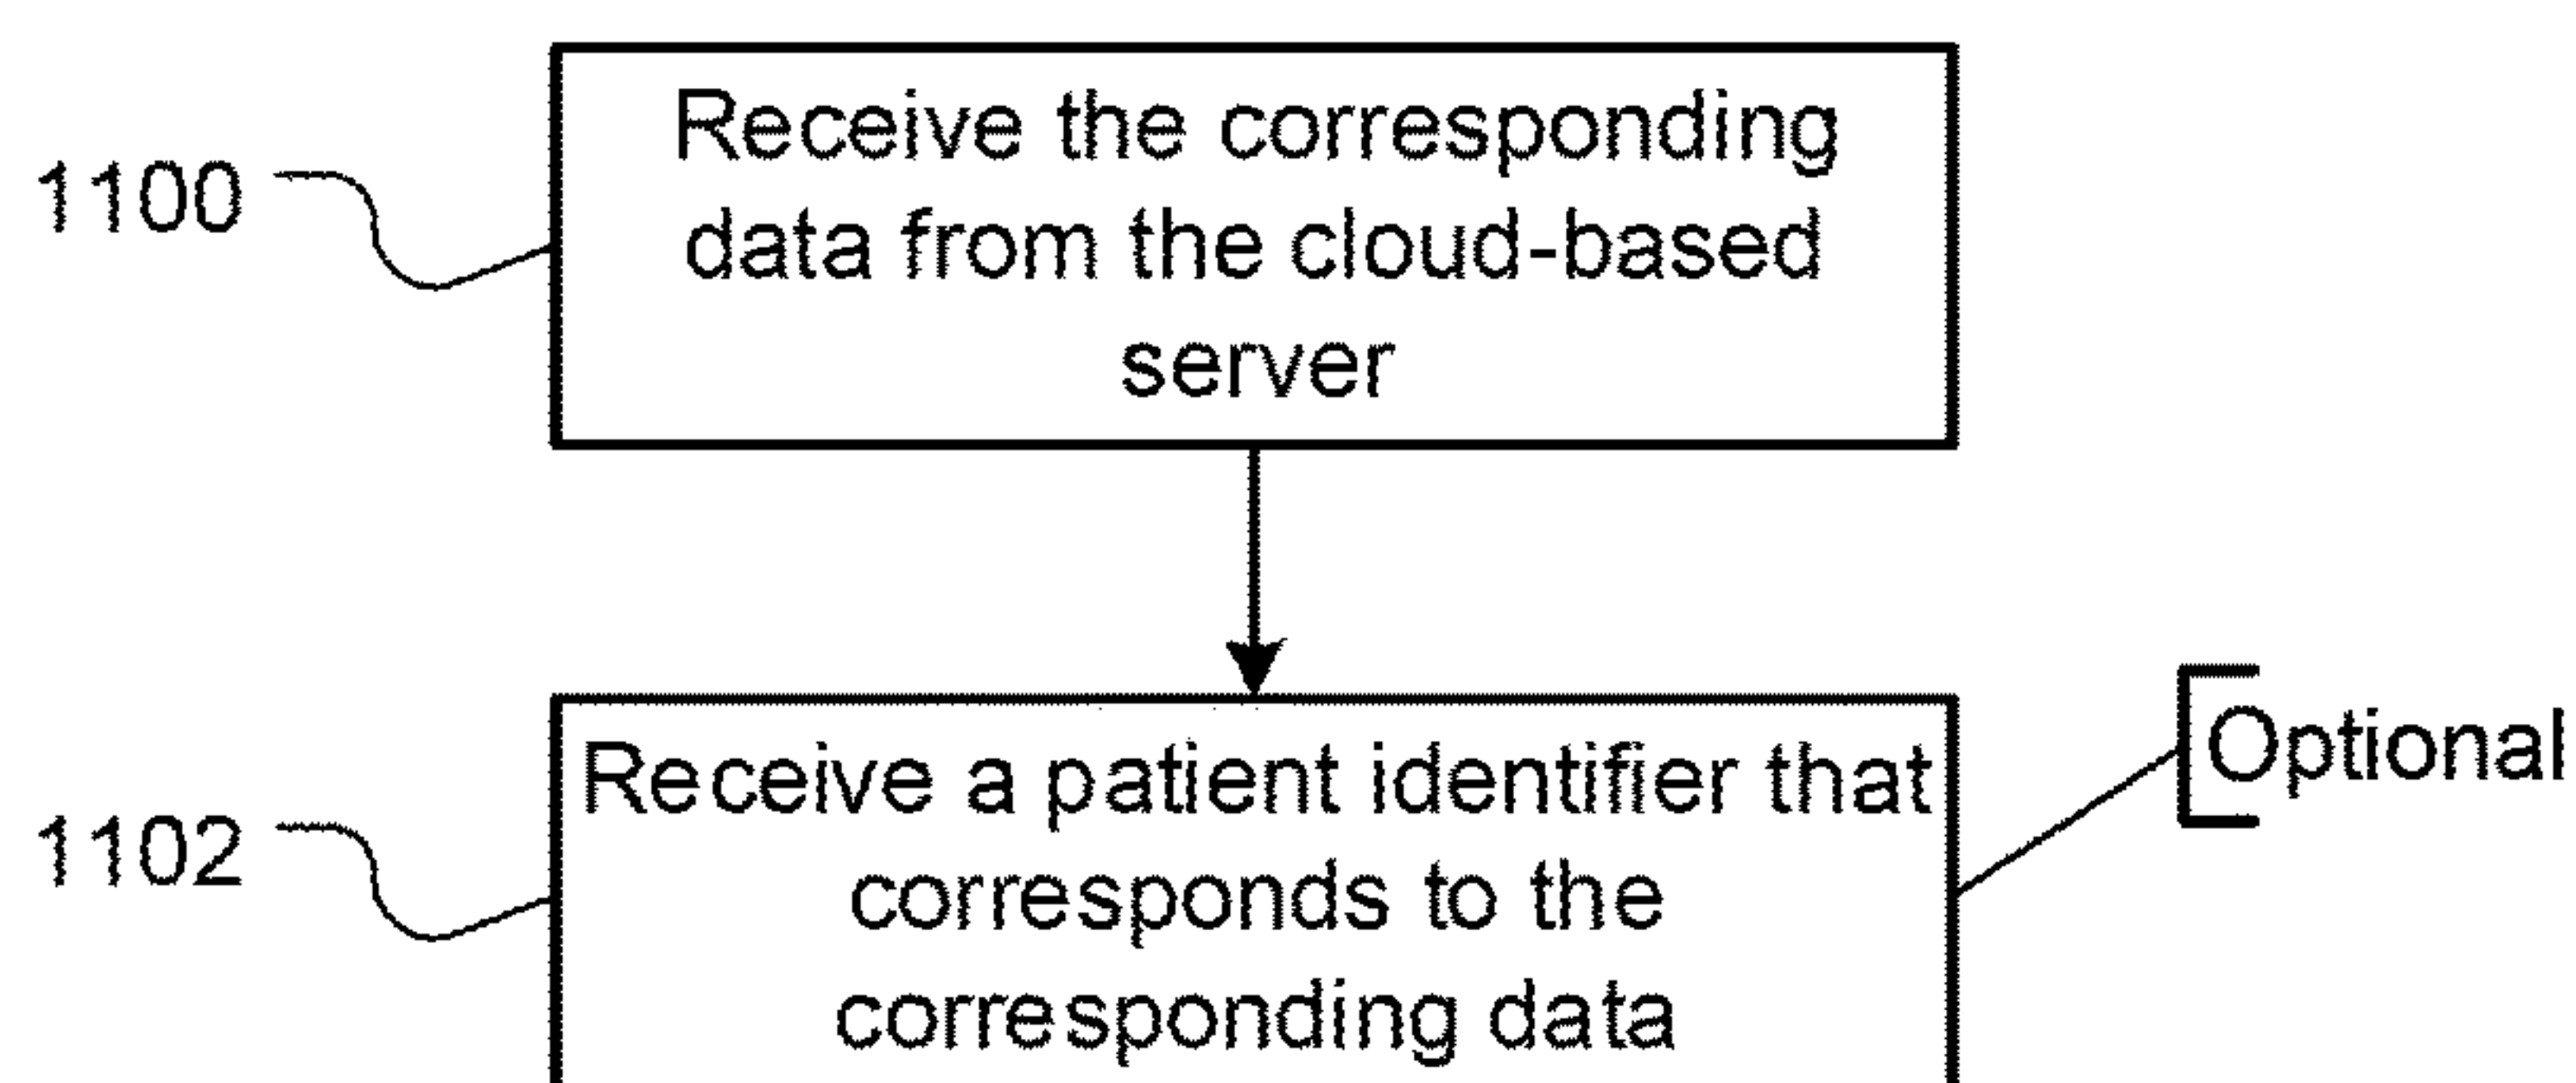 1100
Receive the corresponding
data from the cloud-based
server
1102
Receive a patient identifier that
corresponds to the
corresponding data
Optional